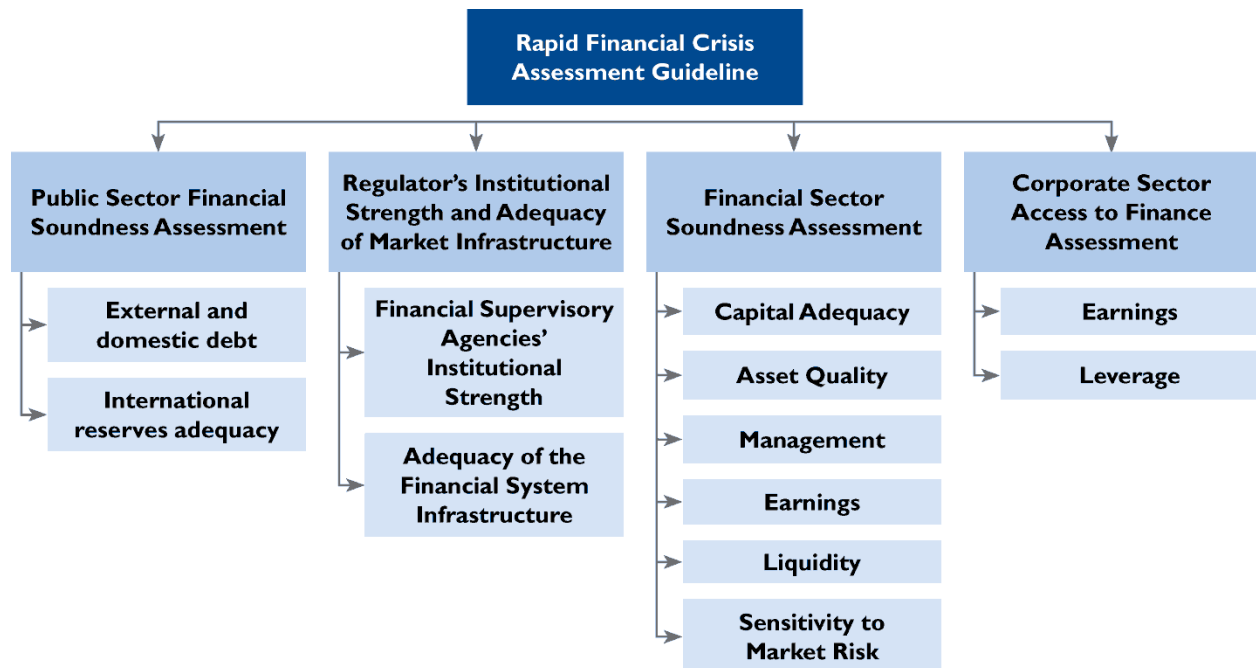 Rapid Financial Crisis
Assessment Guideline
Public Sector Financial
Soundness Assessment
External and
domestic debt
International
reserves adequacy
Regulator's Institutional
Strength and Adequacy
of Market Infrastructure
Financial Supervisory
Agencies'
Institutional
Strength
Adequacy of the
Financial System
Infrastructure
Financial Sector
Soundness Assessment
Capital Adequacy
Asset Quality
Management
Earnings
Liquidity
Sensitivity to
Market Risk
Corporate Sector
Access to Finance
Assessment
Earnings
Leverage